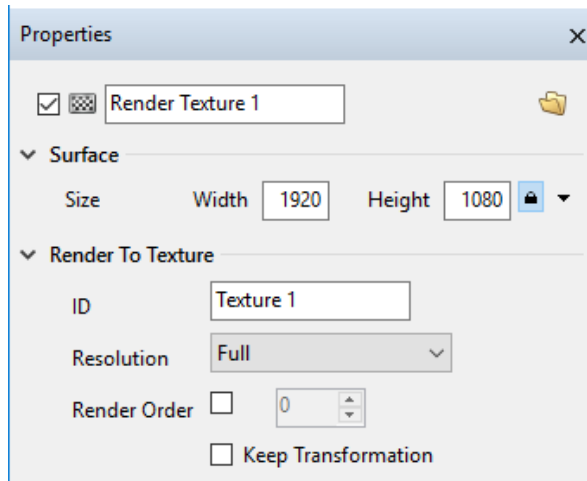 Properties
Render Texture 1
Surface
Size Width 1920 Height 1080
Render To Texture
ID Texture 1
Resolution Full
Render Order 0
Keep Transformation